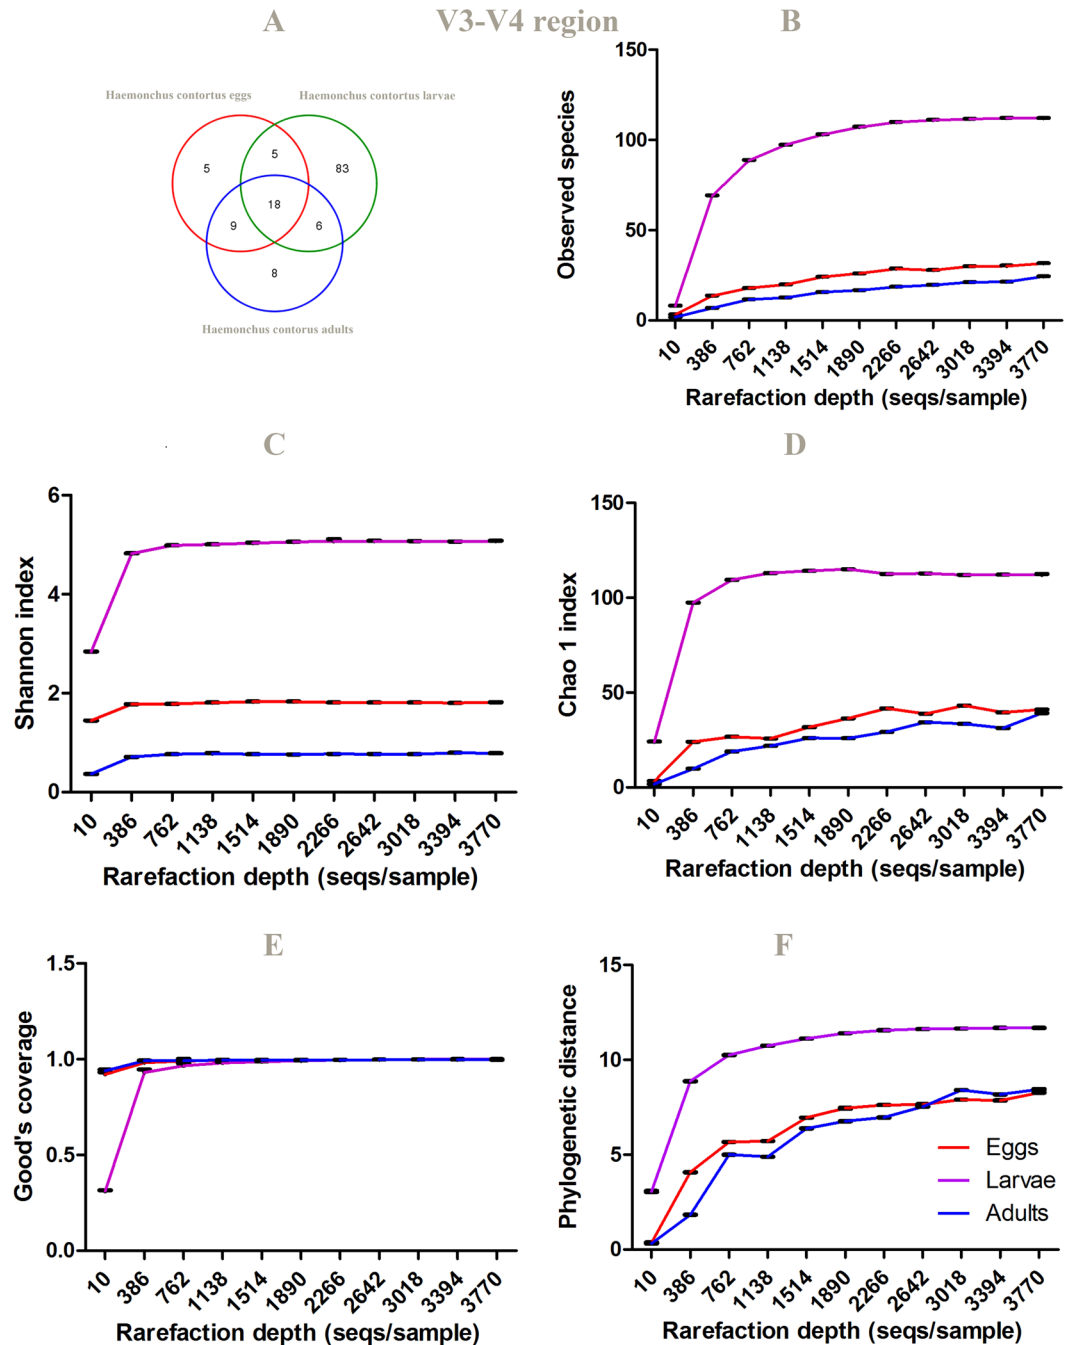 A
V3-V4 region
B
Haemonchus contortus eggs
Haemonchus contortus larvae
5
5
83
18
9
6
8
Haemonchus contorus adults
Observed species
150
100
50
0
10 386 762 1138 1514 1890 2266 2642 3018 3394 3770
Rarefaction depth (seqs/sample)
C
Shannon index
6
4
2
0
10 386 762 1138 1514 1890 2266 2642 3018 3394 3770
Rarefaction depth (seqs/sample)
D
Chao 1 index
150
100
50
0
10 386 762 1138 1514 1890 2266 2642 3018 3394 3770
Rarefaction depth (seqs/sample)
E
Good's coverage
1.5
1.0
0.5
0.0
10 386 762 1138 1514 1890 2266 2642 3018 3394 3770
Rarefaction depth (seqs/sample)
F
Phylogenetic distance
15
10
5
0
10 386 762 1138 1514 1890 2266 2642 3018 3394 3770
Rarefaction depth (seqs/sample)
Eggs
Larvae
Adults